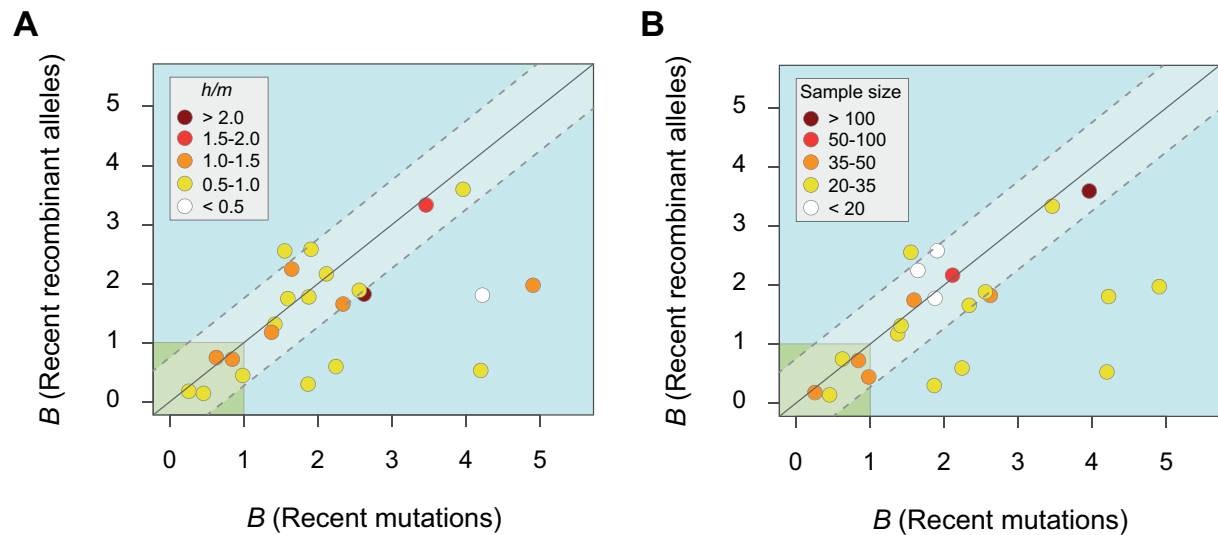 A
B (Recent recombinant alleles)
h/m
> 2.0
1.5-2.0
1.0-1.5
0.5-1.0
< 0.5
5
4
3
2
1
0
0 1 2 3 4 5
B (Recent mutations)
B
B (Recent recombinant alleles)
Sample size
> 100
50-100
35-50
20-35
< 20
5
4
3
2
1
0
0 1 2 3 4 5
B (Recent mutations)